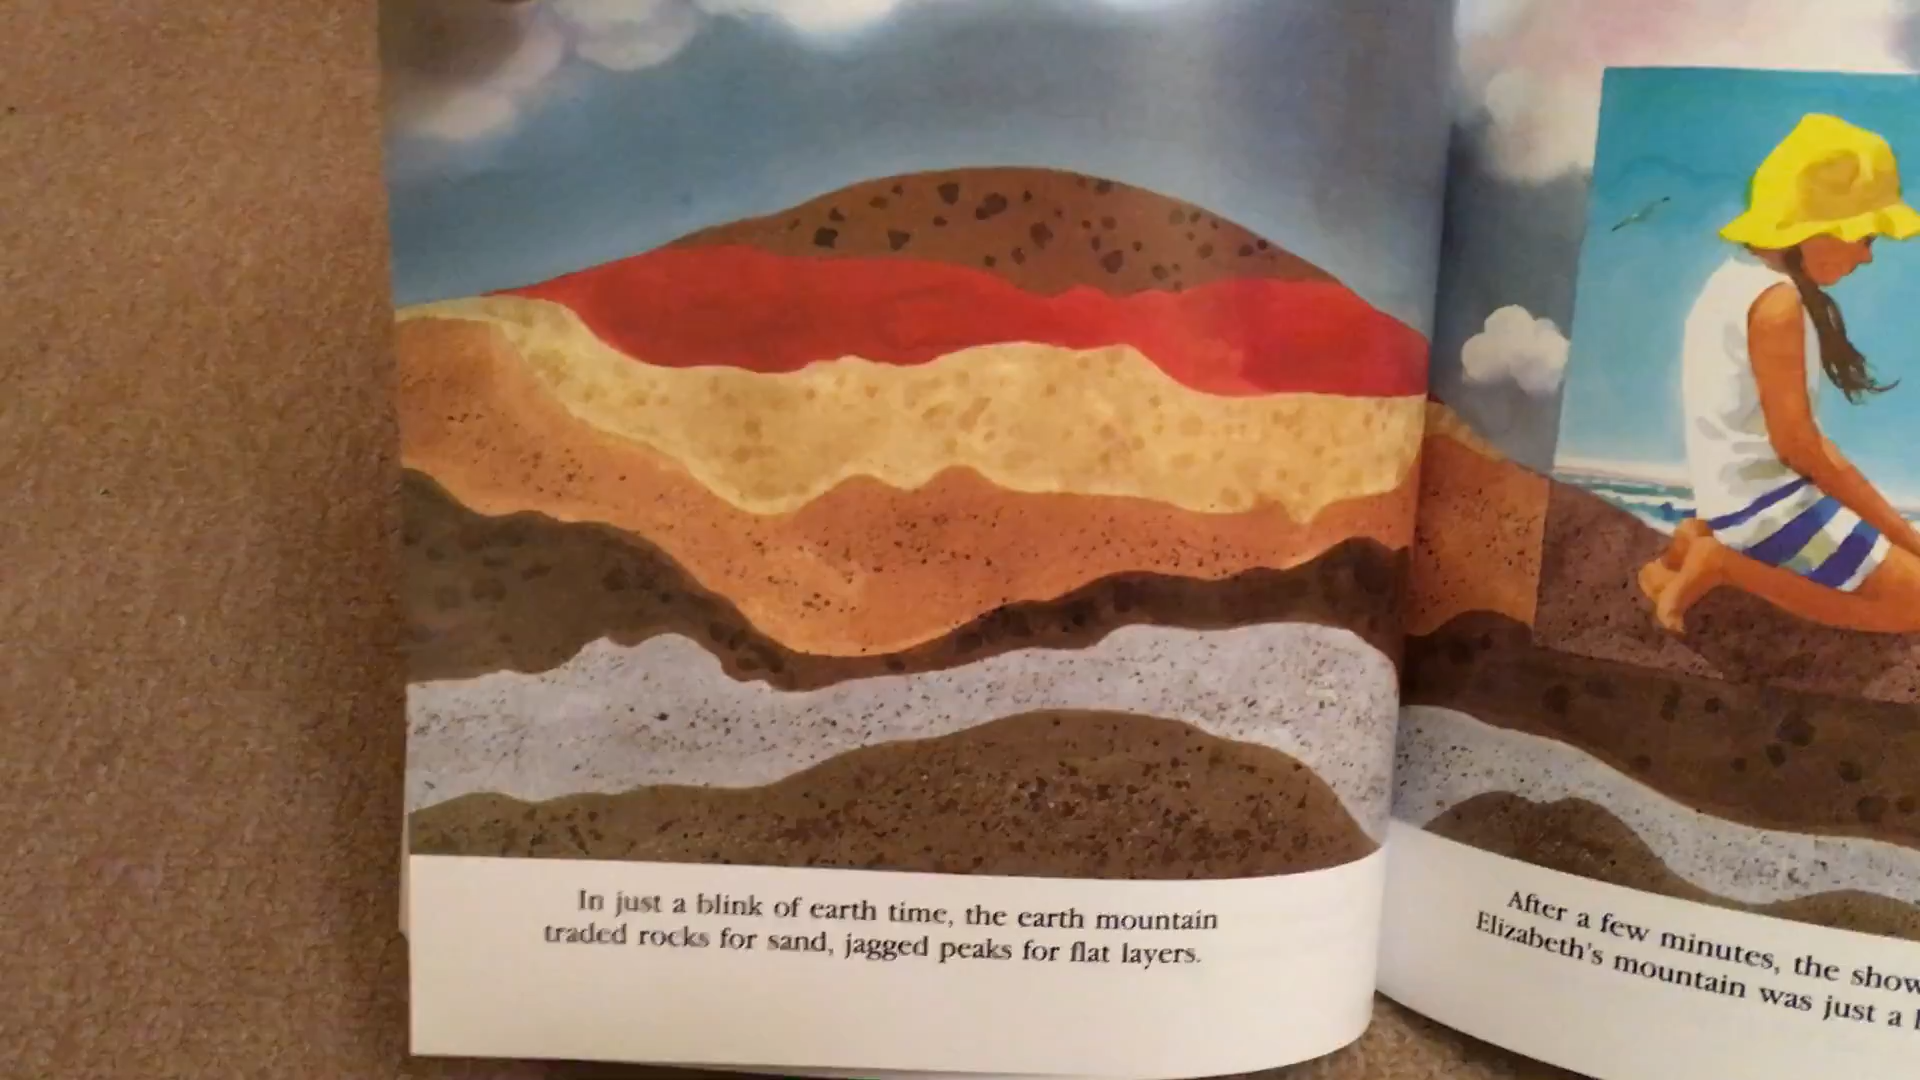 In just a blink of earth time, the earth mountain
traded rocks for sand, jagged peaks for flat layers.
After a few minutes, the show
Elizabeth's mountain was just a